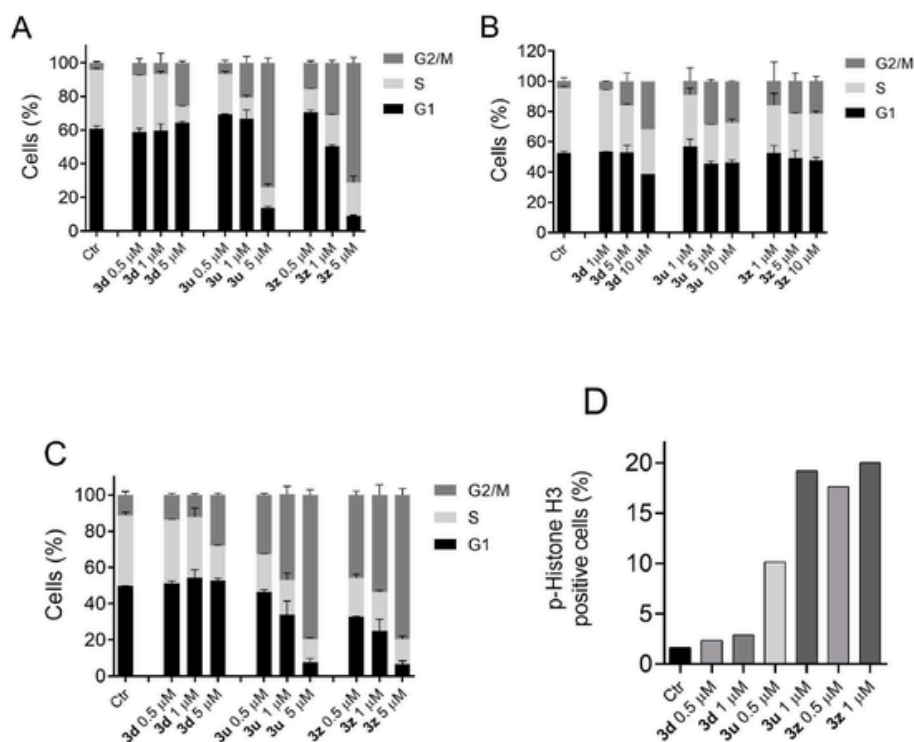 A
G2/M
S
G1
Cells (%)
100
80
60
40
20
0
Ctr
3d 0.5 µM
3d 1 µM
3d 5 µM
3u 0.5 µM
3u 1 µM
3u 5 µM
3z 0.5 µM
3z 1 µM
3z 5 µM
B
G2/M
S
G1
Cells (%)
120
100
80
60
40
20
0
Ctr
3d 1µM
3d 5 µM
3d 10 µM
3u 1 µM
3u 5 µM
3u 10 µM
3z 1 µM
3z 5 µM
3z 10 µM
C
G2/M
S
G1
Cells (%)
100
80
60
40
20
0
Ctr
3d 0.5 µM
3d 1 µM
3d 5 µM
3u 0.5 µM
3u 1 µM
3u 5 µM
3z 0.5 µM
3z 1 µM
3z 5 µM
D
p-Histone H3
positive cells (%)
20
15
10
5
0
Ctr
3d 0.5 µM
3d 1 µM
3u 0.5 µM
3u 1 µM
3z 0.5 µM
3z 1 µM